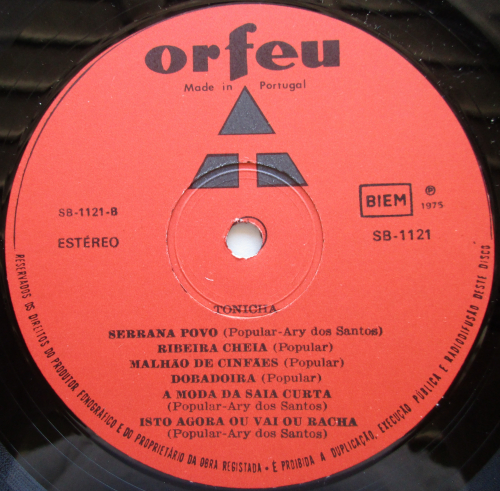 orfeu
Made in Portugal
SB-1121-B
ESTÉREO
BIEM
℗
1975
SB-1121
TONICHA
SERRANA POVO (Popular-Ary dos Santos)
RIBEIRA CHEIA (Popular)
MALHÃO DE CINFÃES (Popular)
DOBADOIRA (Popular)
A MODA DA SAIA CURTA
(Popular-Ary dos Santos)
ISTO AGORA OU VAI OU RACHA
(Popular-Ary dos Santos)
RESERVADOS OS DIREITOS DO PRODUTOR FONOGRÁFICO E DO PROPRIETÁRIO DA OBRA REGISTADA • É PROIBIDA A DUPLICAÇÃO, EXECUÇÃO PÚBLICA E RADIODIFUSÃO DESTE DISCO